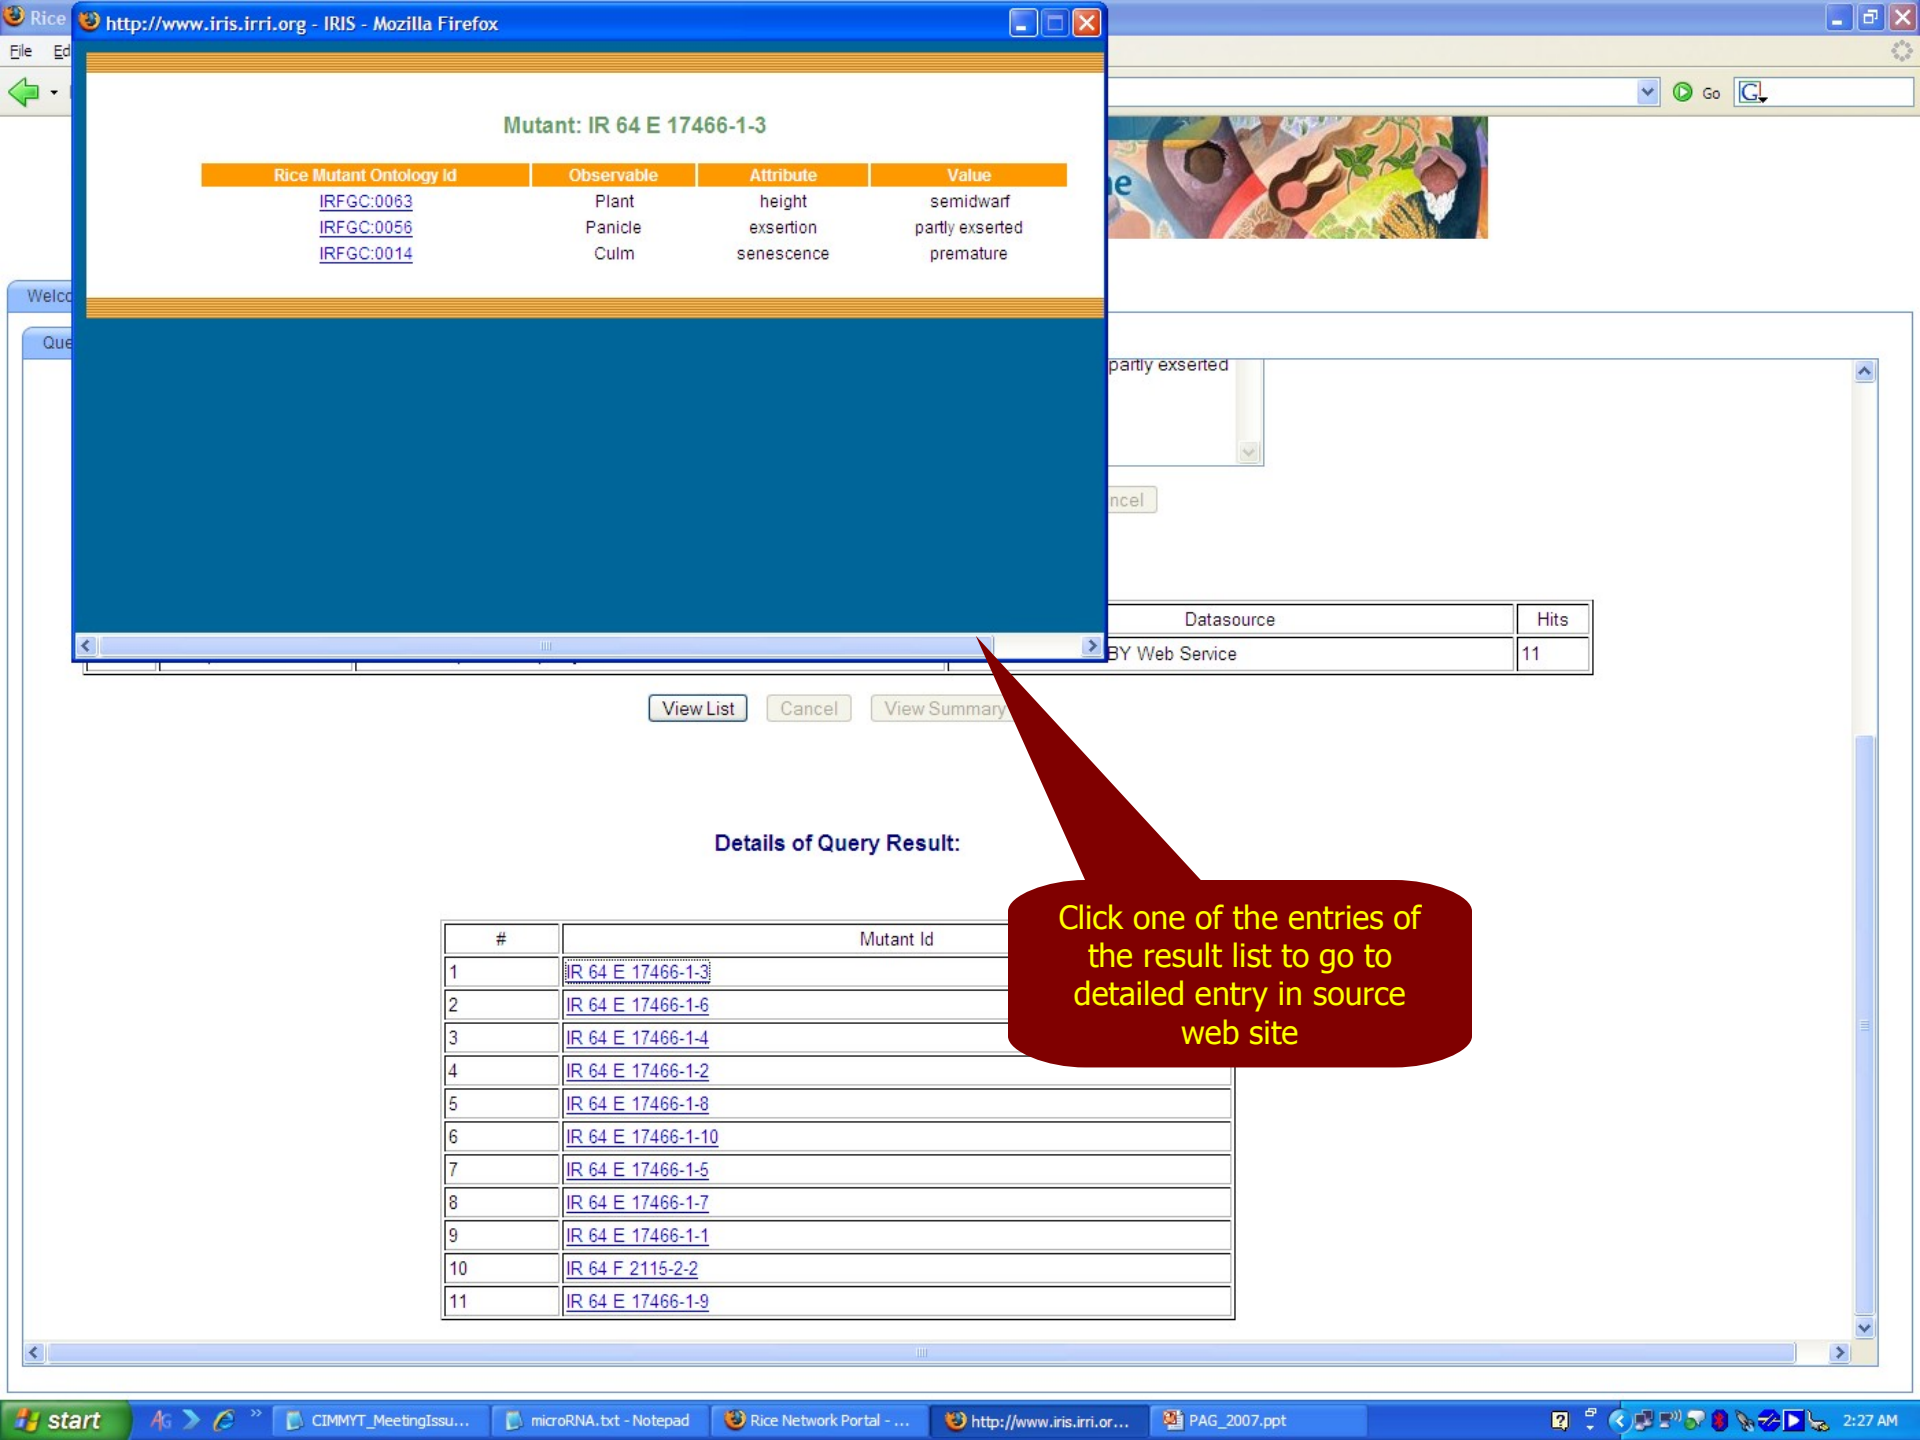 Rice
http://www.iris.irri.org - IRIS - Mozilla Firefox
File Ed
Go
Mutant: IR 64 E 17466-1-3
Rice Mutant Ontology Id Observable Attribute Value
IRFGC:0063 Plant height semidwarf
IRFGC:0056 Panicle exsertion partly exserted
IRFGC:0014 Culm senescence premature
Welco
Que
partly exserted
ncel
Datasource Hits
BY Web Service 11
View List Cancel View Summary
Details of Query Result:
# Mutant Id
1 IR 64 E 17466-1-3
2 IR 64 E 17466-1-6
3 IR 64 E 17466-1-4
4 IR 64 E 17466-1-2
5 IR 64 E 17466-1-8
6 IR 64 E 17466-1-10
7 IR 64 E 17466-1-5
8 IR 64 E 17466-1-7
9 IR 64 E 17466-1-1
10 IR 64 F 2115-2-2
11 IR 64 E 17466-1-9
Click one of the entries of
the result list to go to
detailed entry in source
web site
start CIMMYT_MeetingIssu... microRNA.txt - Notepad Rice Network Portal - ... http://www.iris.irri.or... PAG_2007.ppt 2:27 AM